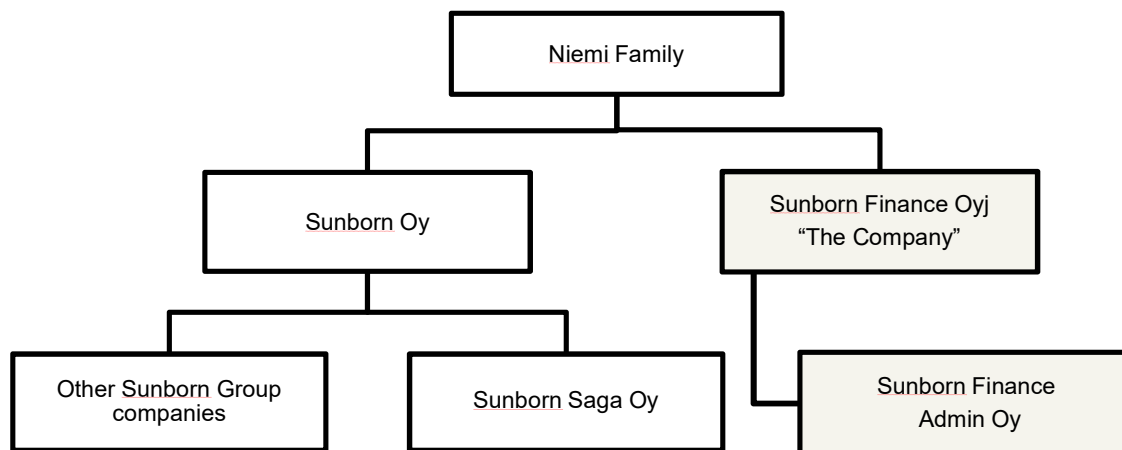 Niemi Family
Sunborn Oy
Sunborn Finance Oyj
“The Company”
Other Sunborn Group
companies
Sunborn Saga Oy
Sunborn Finance
Admin Oy